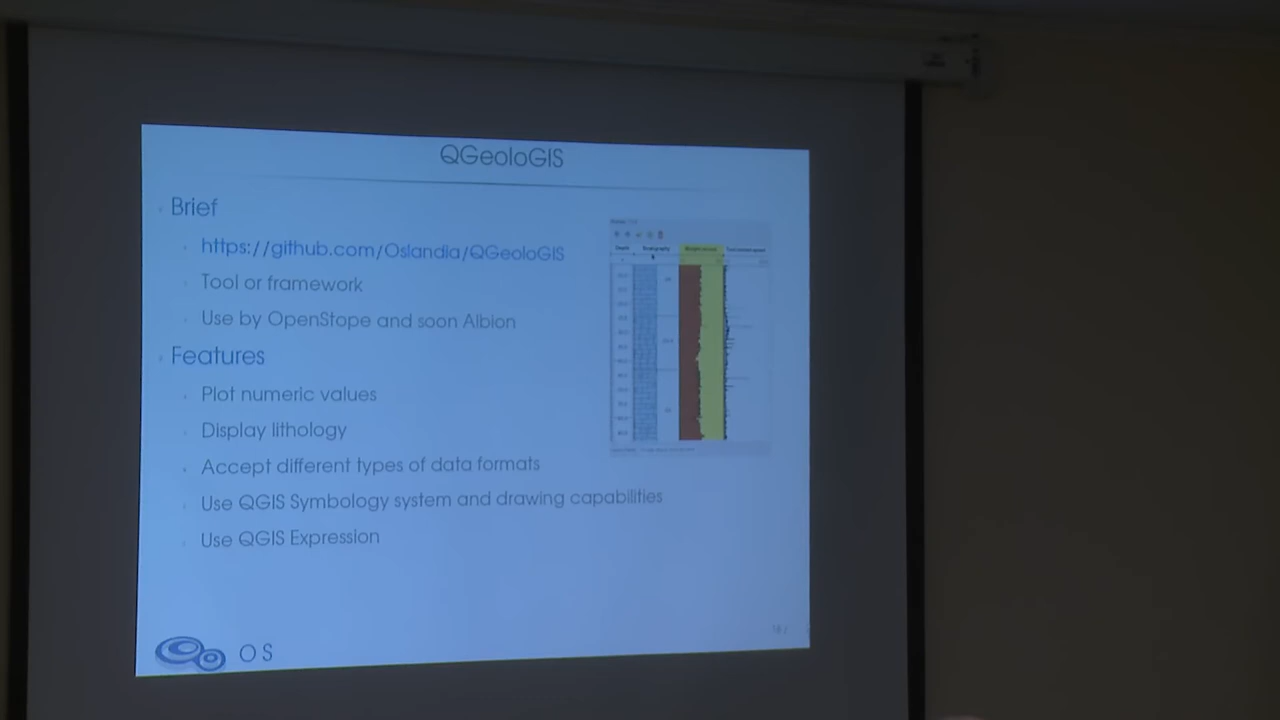 QGeoloGIS
Brief
https://github.com/Oslandia/QGeoloGIS
Tool or framework
Use by OpenStope and soon Albion
Features
Plot numeric values
Display lithology
Accept different types of data formats
Use QGIS Symbology system and drawing capabilities
Use QGIS Expression
Depth Stratigraphy
OS